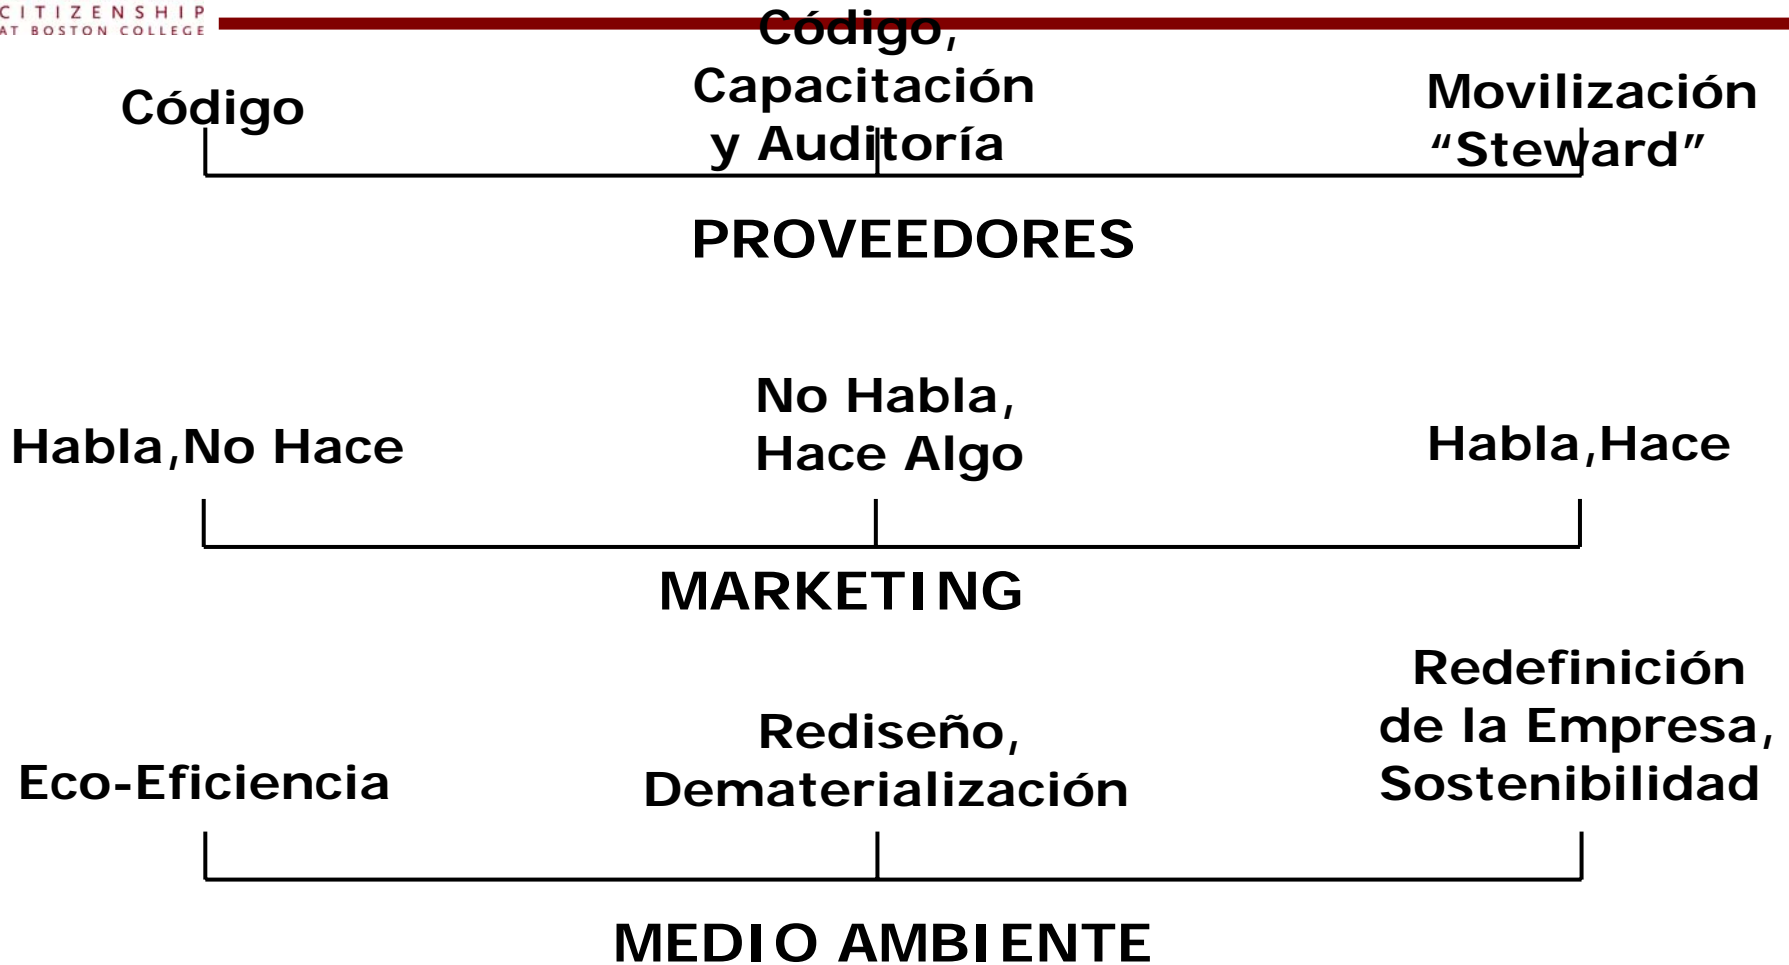 CITIZENSHIP
AT BOSTON COLLEGE
Código
Código,
Capacitación
y Auditoría
Movilización
“Steward”
PROVEEDORES
Habla,No Hace
No Habla,
Hace Algo
Habla,Hace
MARKETING
Eco-Eficiencia
Rediseño,
Dematerialización
Redefinición
de la Empresa,
Sostenibilidad
MEDIO AMBIENTE